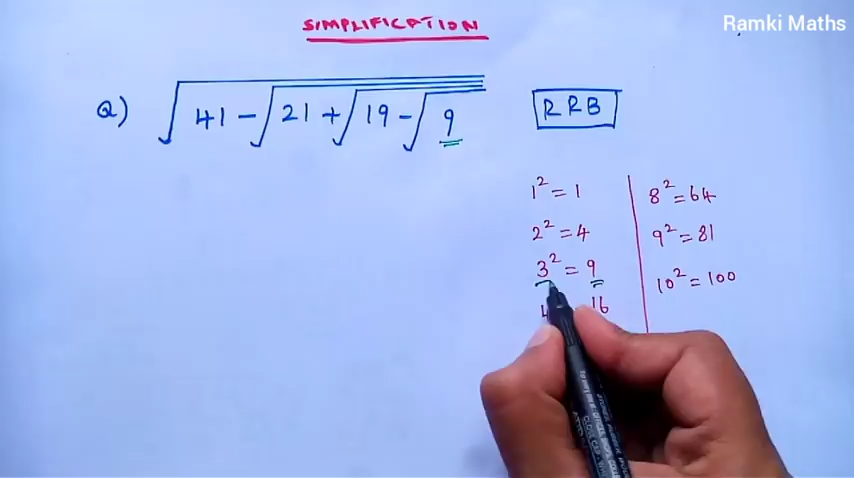 Ramki Maths
SIMPLIFICATION
Q) √(41 - √(21 + √(19 - √9)))
RRB
1² = 1
2² = 4
3² = 9
16
8² = 64
9² = 81
10² = 100